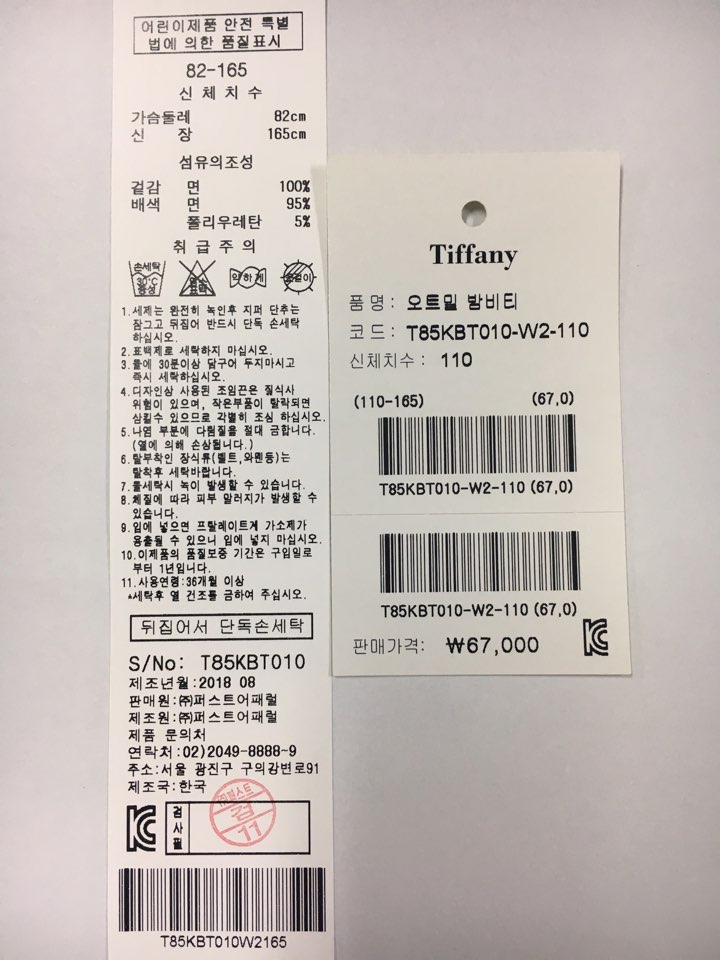 어린이제품 안전 특별
법에 의한 품질표시
82-165
신 체 치 수
가슴둘레 82cm
신 장 165cm
섬유의조성
겉감 면 100%
배색 면 95%
폴리우레탄 5%
취 급 주 의
손세탁 30°C 중성
염소 표백
약하게
옷걸이
1.세제는 완전히 녹인후 지퍼 단추는
잠그고 뒤집어 반드시 단독 손세탁
하십시오.
2.표백제로 세탁하지 마십시오.
3.물에 30분이상 담구어 두지마시고
즉시 세탁하십시오.
4.디자인상 사용된 조임끈은 질식사
위험이 있으며, 작은부품이 탈락되면
삼킬수 있으므로 각별히 조심 하십시오.
5.나염 부분에 다림질을 절대 금합니다.
(열에 의해 손상됩니다.)
6.탈부착인 장식류(벨트,와펜등)는
탈착후 세탁바랍니다.
7.물세탁시 녹이 발생할 수 있습니다.
8.체질에 따라 피부 알러지가 발생할 수
있습니다.
9.입에 넣으면 프탈레이트계 가소제가
용출될 수 있으니 입에 넣지 마십시오.
10.이제품의 품질보증 기간은 구입일로
부터 1년입니다.
11.사용연령:36개월 이상
*세탁후 열 건조를 금하여 주십시오.
뒤집어서 단독손세탁
S/No: T85KBT010
제조년월:2018 08
판매원:㈜퍼스트어패럴
제조원:㈜퍼스트어패럴
제품 문의처
연락처:02)2049-8888~9
주소:서울 광진구 구의강변로91
제조국:한국
KC 검사필
검
11
T85KBT010W2165
Tiffany
품 명: 오트밀 밤비티
코 드: T85KBT010-W2-110
신체치수: 110
(110-165) (67,0)
T85KBT010-W2-110 (67,0)
T85KBT010-W2-110 (67,0)
판매가격: ₩67,000 KC